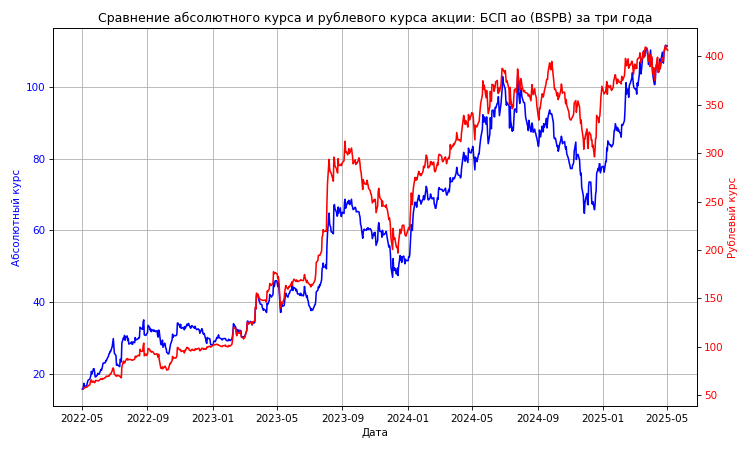 Сравнение абсолютного курса и рублевого курса акции: БСП ао (BSPB) за три года
Абсолютный курс
100
80
60
40
20
400
350
300
250
200
150
100
50
Рублевый курс
2022-05 2022-09 2023-01 2023-05 2023-09 2024-01 2024-05 2024-09 2025-01 2025-05
Дата